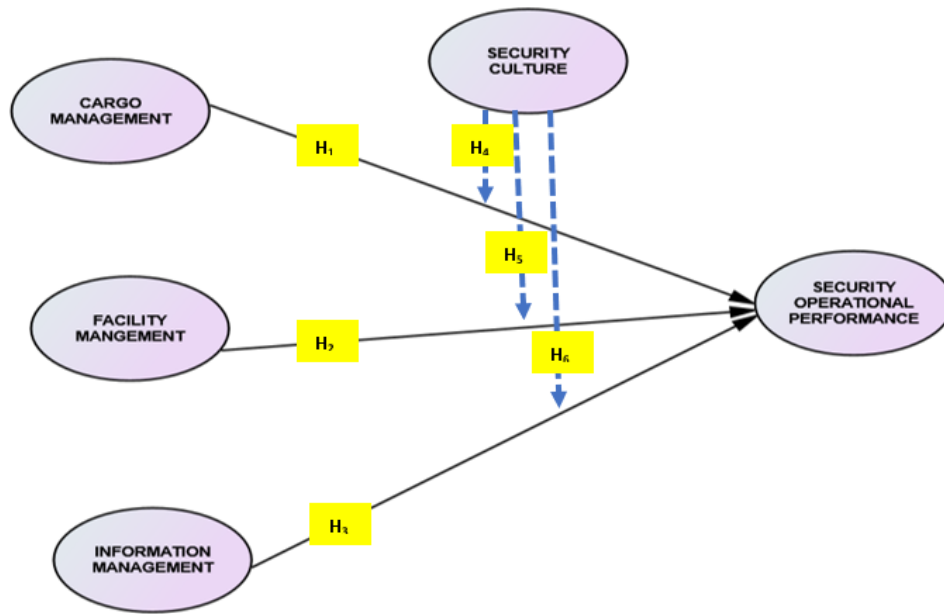 SECURITY
CULTURE
CARGO
MANAGEMENT
H₁
H₄
H₅
SECURITY
OPERATIONAL
PERFORMANCE
FACILITY
MANGEMENT
H₂
H₆
H₃
INFORMATION
MANAGEMENT